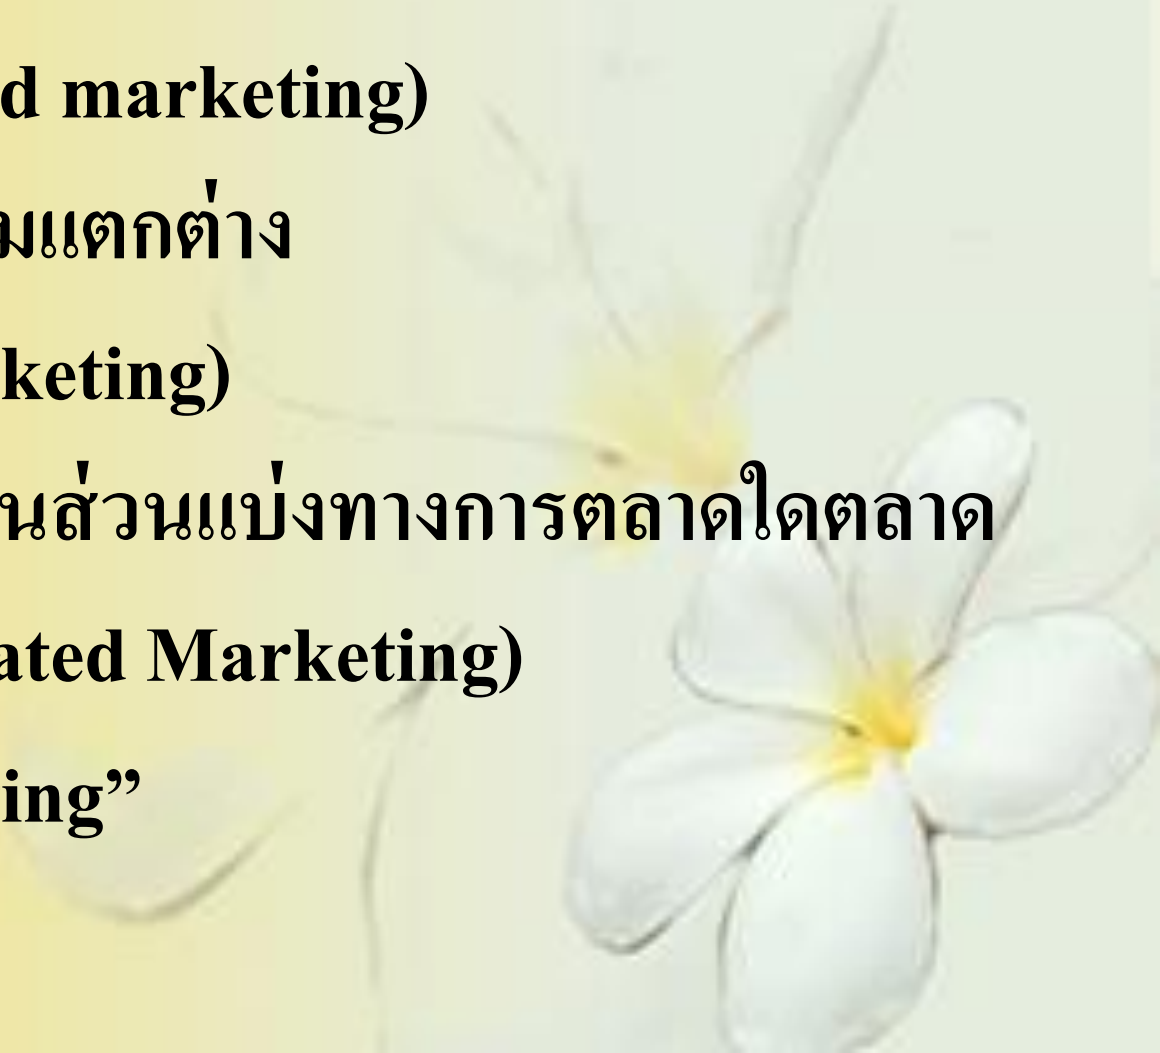 d marketing)
มแตกต่าง
keting)
นส่วนแบ่งทางการตลาดใดตลาด
ated Marketing)
ing”